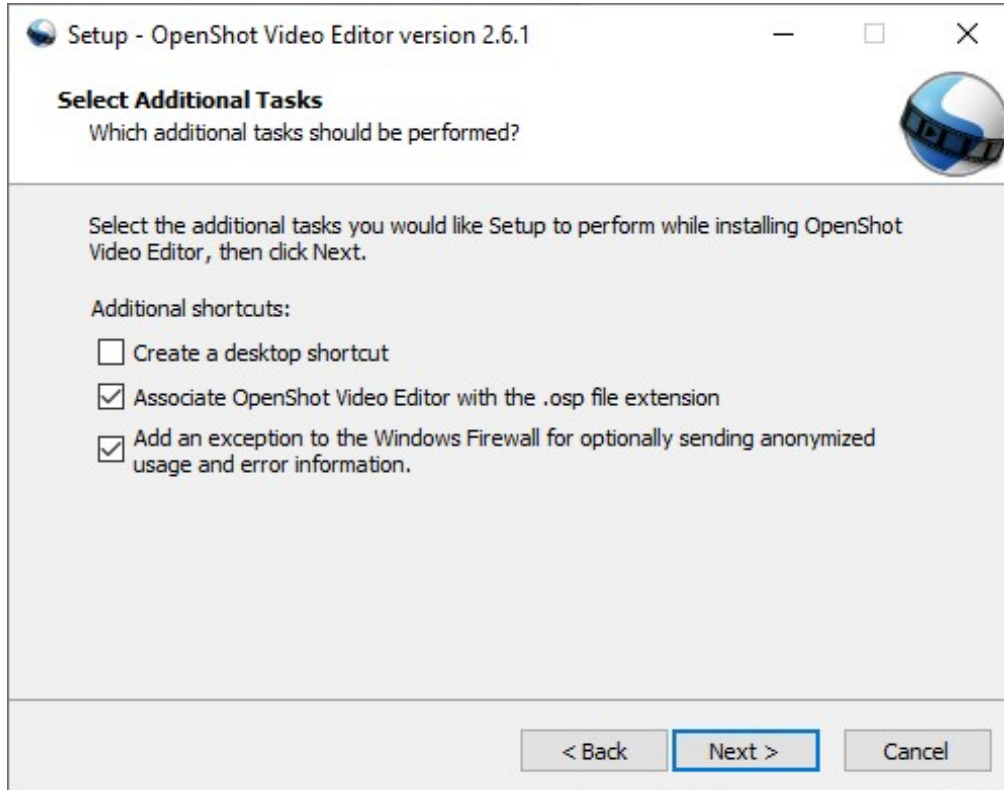 Setup - OpenShot Video Editor version 2.6.1
Select Additional Tasks
Which additional tasks should be performed?
Select the additional tasks you would like Setup to perform while installing OpenShot
Video Editor, then click Next.
Additional shortcuts:
Create a desktop shortcut
Associate OpenShot Video Editor with the .osp file extension
Add an exception to the Windows Firewall for optionally sending anonymized
usage and error information.
< Back Next > Cancel